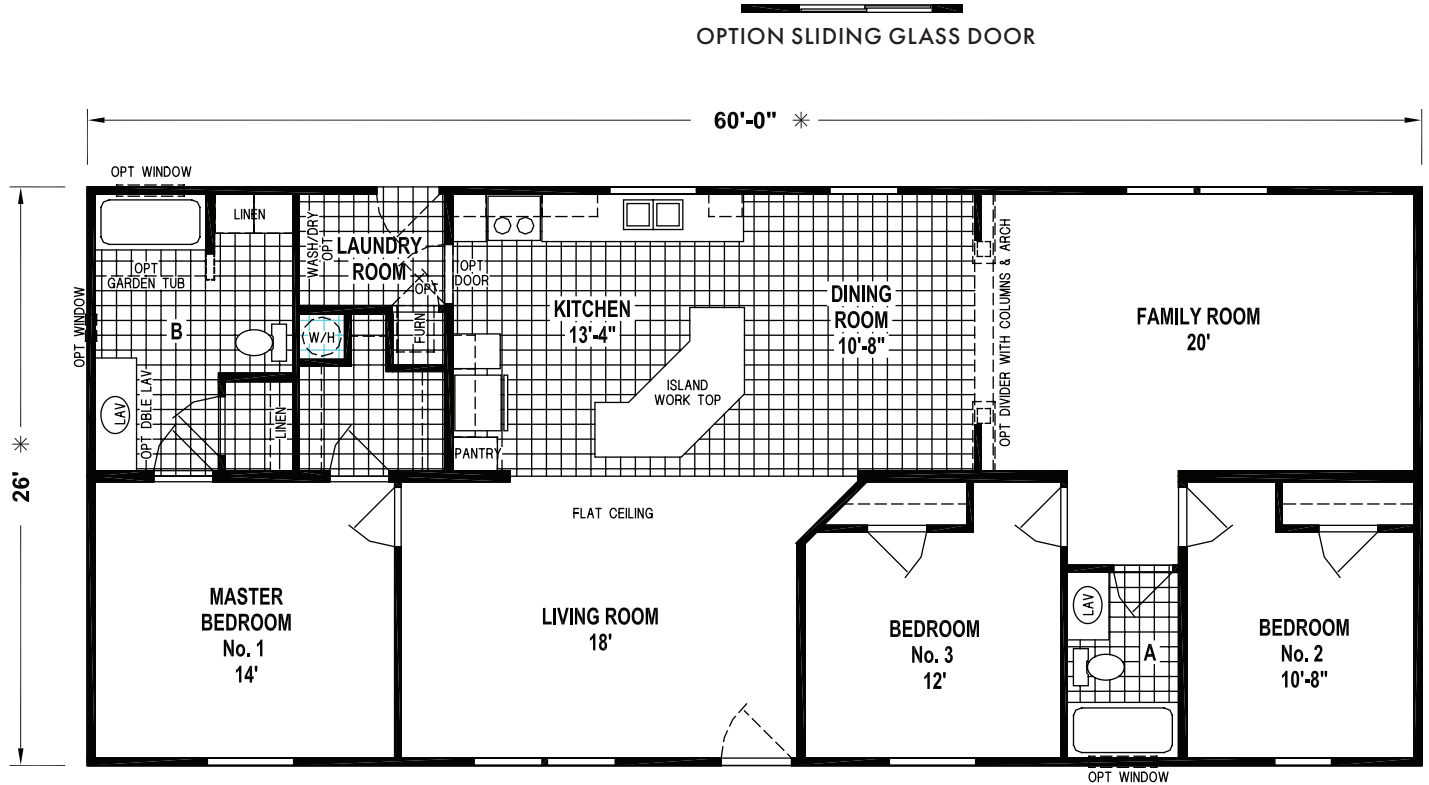 OPTION SLIDING GLASS DOOR
60'-0" ✳
OPT WINDOW
LINEN
WASH/DRY
OPT
LAUNDRY
ROOM
OPT
GARDEN TUB
OPT
DOOR
OPT
FURN
W/H
OPT WINDOW
B
LAV
OPT DBLE LAV
LINEN
KITCHEN
13'-4"
DINING
ROOM
10'-8"
ISLAND
WORK TOP
PANTRY
OPT DIVIDER WITH COLUMNS & ARCH
FAMILY ROOM
20'
26' ✳
FLAT CEILING
MASTER
BEDROOM
No. 1
14'
LIVING ROOM
18'
BEDROOM
No. 3
12'
LAV
A
BEDROOM
No. 2
10'-8"
OPT WINDOW